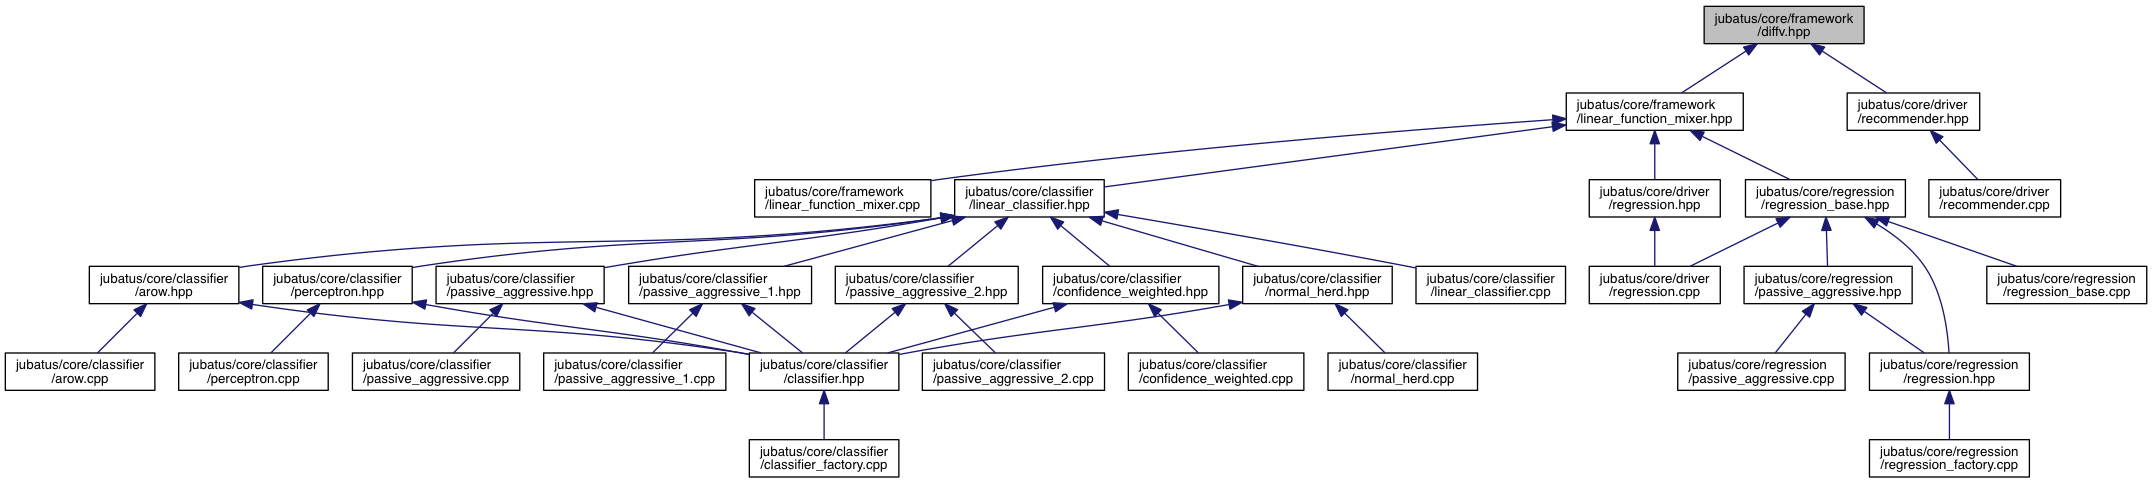 jubatus/core/framework
/diffv.hpp
jubatus/core/framework
/linear_function_mixer.hpp
jubatus/core/driver
/recommender.hpp
jubatus/core/framework
/linear_function_mixer.cpp
jubatus/core/classifier
/linear_classifier.hpp
jubatus/core/driver
/regression.hpp
jubatus/core/regression
/regression_base.hpp
jubatus/core/driver
/recommender.cpp
jubatus/core/classifier
/arow.hpp
jubatus/core/classifier
/perceptron.hpp
jubatus/core/classifier
/passive_aggressive.hpp
jubatus/core/classifier
/passive_aggressive_1.hpp
jubatus/core/classifier
/passive_aggressive_2.hpp
jubatus/core/classifier
/confidence_weighted.hpp
jubatus/core/classifier
/normal_herd.hpp
jubatus/core/classifier
/linear_classifier.cpp
jubatus/core/driver
/regression.cpp
jubatus/core/regression
/passive_aggressive.hpp
jubatus/core/regression
/regression_base.cpp
jubatus/core/classifier
/arow.cpp
jubatus/core/classifier
/perceptron.cpp
jubatus/core/classifier
/passive_aggressive.cpp
jubatus/core/classifier
/passive_aggressive_1.cpp
jubatus/core/classifier
/classifier.hpp
jubatus/core/classifier
/passive_aggressive_2.cpp
jubatus/core/classifier
/confidence_weighted.cpp
jubatus/core/classifier
/normal_herd.cpp
jubatus/core/regression
/passive_aggressive.cpp
jubatus/core/regression
/regression.hpp
jubatus/core/classifier
/classifier_factory.cpp
jubatus/core/regression
/regression_factory.cpp